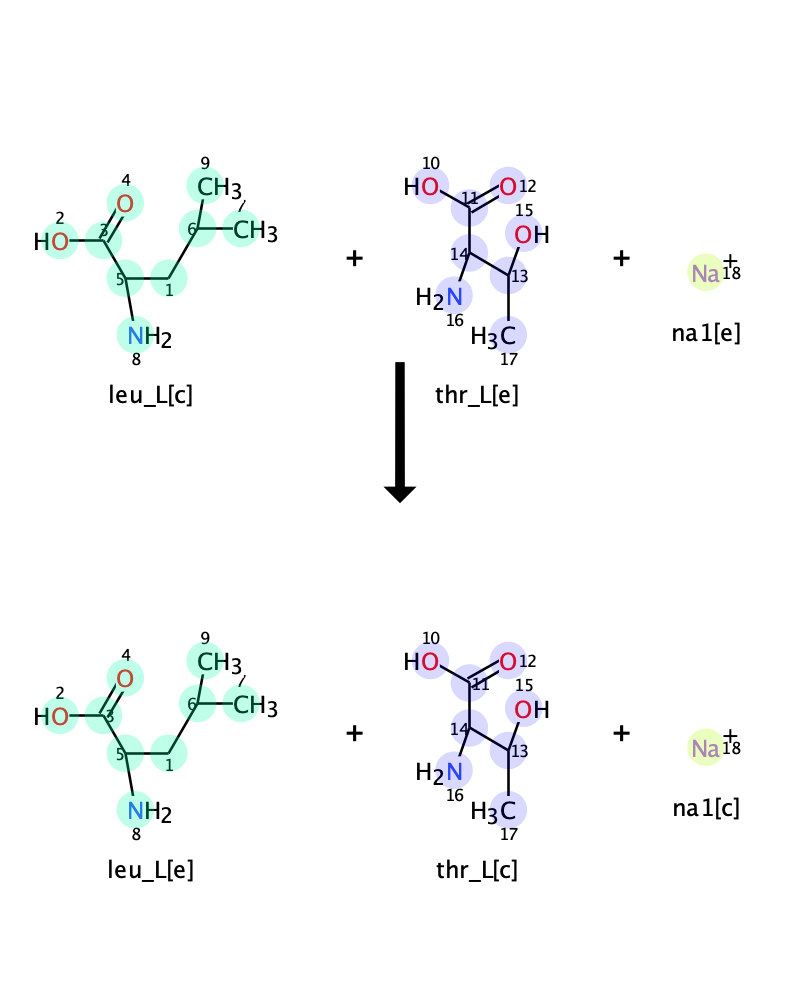 9
4
CH3
7
O
2
3
6
CH3
HO
5
1
NH2
8
leu_L[c]
+
10
HO
11
O 12
15
OH
14
13
H2N
16
H3C
17
thr_L[e]
+
Na+
18
na1[e]
9
4
CH3
7
O
2
3
6
CH3
HO
5
1
NH2
8
leu_L[e]
+
10
HO
11
O 12
15
OH
14
13
H2N
16
H3C
17
thr_L[c]
+
Na+
18
na1[c]